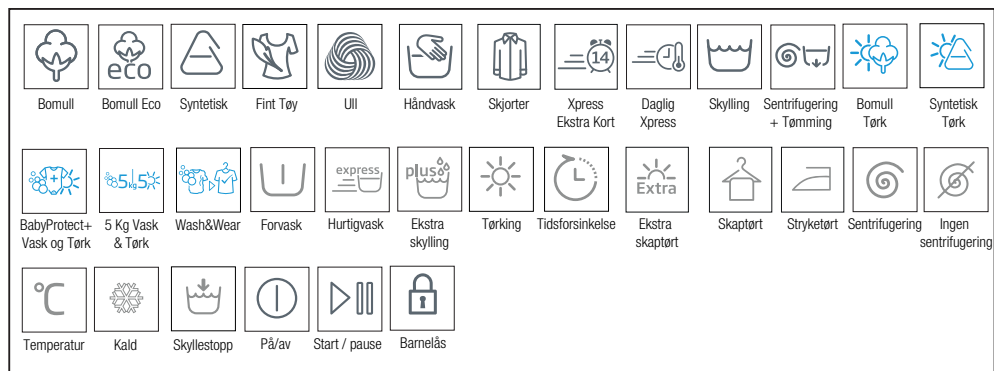 eco
14
Bomull
Bomull Eco
Syntetisk
Fint Tøy
Ull
Håndvask
Skjorter
Xpress
Ekstra Kort
Daglig
Xpress
Skylling
Sentrifugering
+ Tømming
Bomull
Tørk
Syntetisk
Tørk
5kg 5
express
plus
Extra
BabyProtect+
Vask og Tørk
5 Kg Vask
& Tørk
Wash&Wear
Forvask
Hurtigvask
Ekstra
skylling
Tørking
Tidsforsinkelse
Ekstra
skaptørt
Skaptørt
Stryketørt
Sentrifugering
Ingen
sentrifugering
°C
Temperatur
Kald
Skyllestopp
På/av
Start / pause
Barnelås